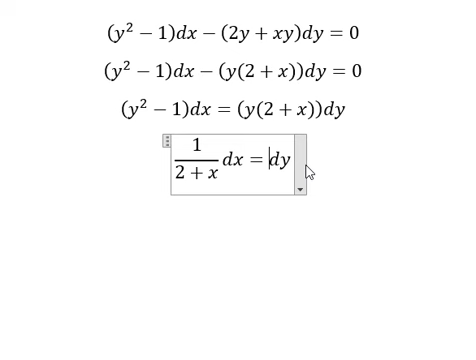 (y² − 1)dx − (2y + xy)dy = 0
(y² − 1)dx − (y(2 + x))dy = 0
(y² − 1)dx = (y(2 + x))dy
1/(2 + x) dx = dy